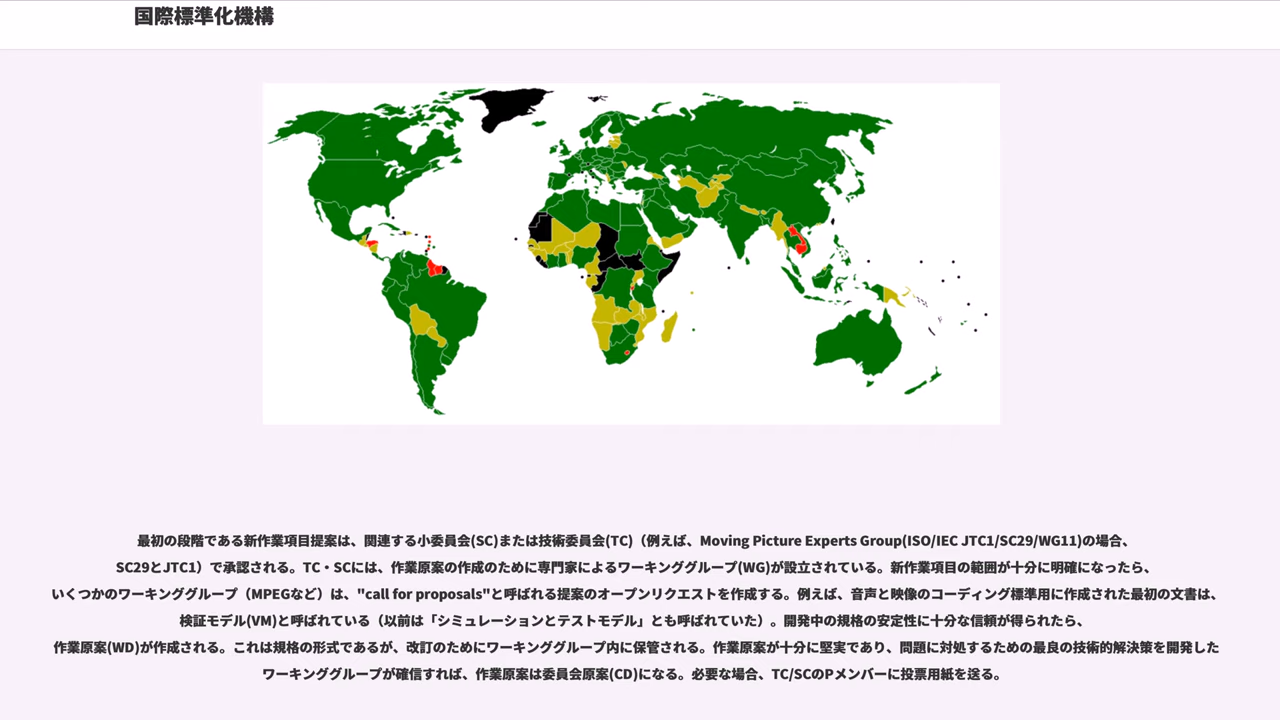 国際標準化機構
最初の段階である新作業項目提案は、関連する小委員会(SC)または技術委員会(TC)（例えば、Moving Picture Experts Group(ISO/IEC JTC1/SC29/WG11)の場合、
SC29とJTC1）で承認される。TC・SCには、作業原案の作成のために専門家によるワーキンググループ(WG)が設立されている。新作業項目の範囲が十分に明確になったら、
いくつかのワーキンググループ（MPEGなど）は、"call for proposals"と呼ばれる提案のオープンリクエストを作成する。例えば、音声と映像のコーディング標準用に作成された最初の文書は、
検証モデル(VM)と呼ばれている（以前は「シミュレーションとテストモデル」とも呼ばれていた）。開発中の規格の安定性に十分な信頼が得られたら、
作業原案(WD)が作成される。これは規格の形式であるが、改訂のためにワーキンググループ内に保管される。作業原案が十分に堅実であり、問題に対処するための最良の技術的解決策を開発した
ワーキンググループが確信すれば、作業原案は委員会原案(CD)になる。必要な場合、TC/SCのPメンバーに投票用紙を送る。